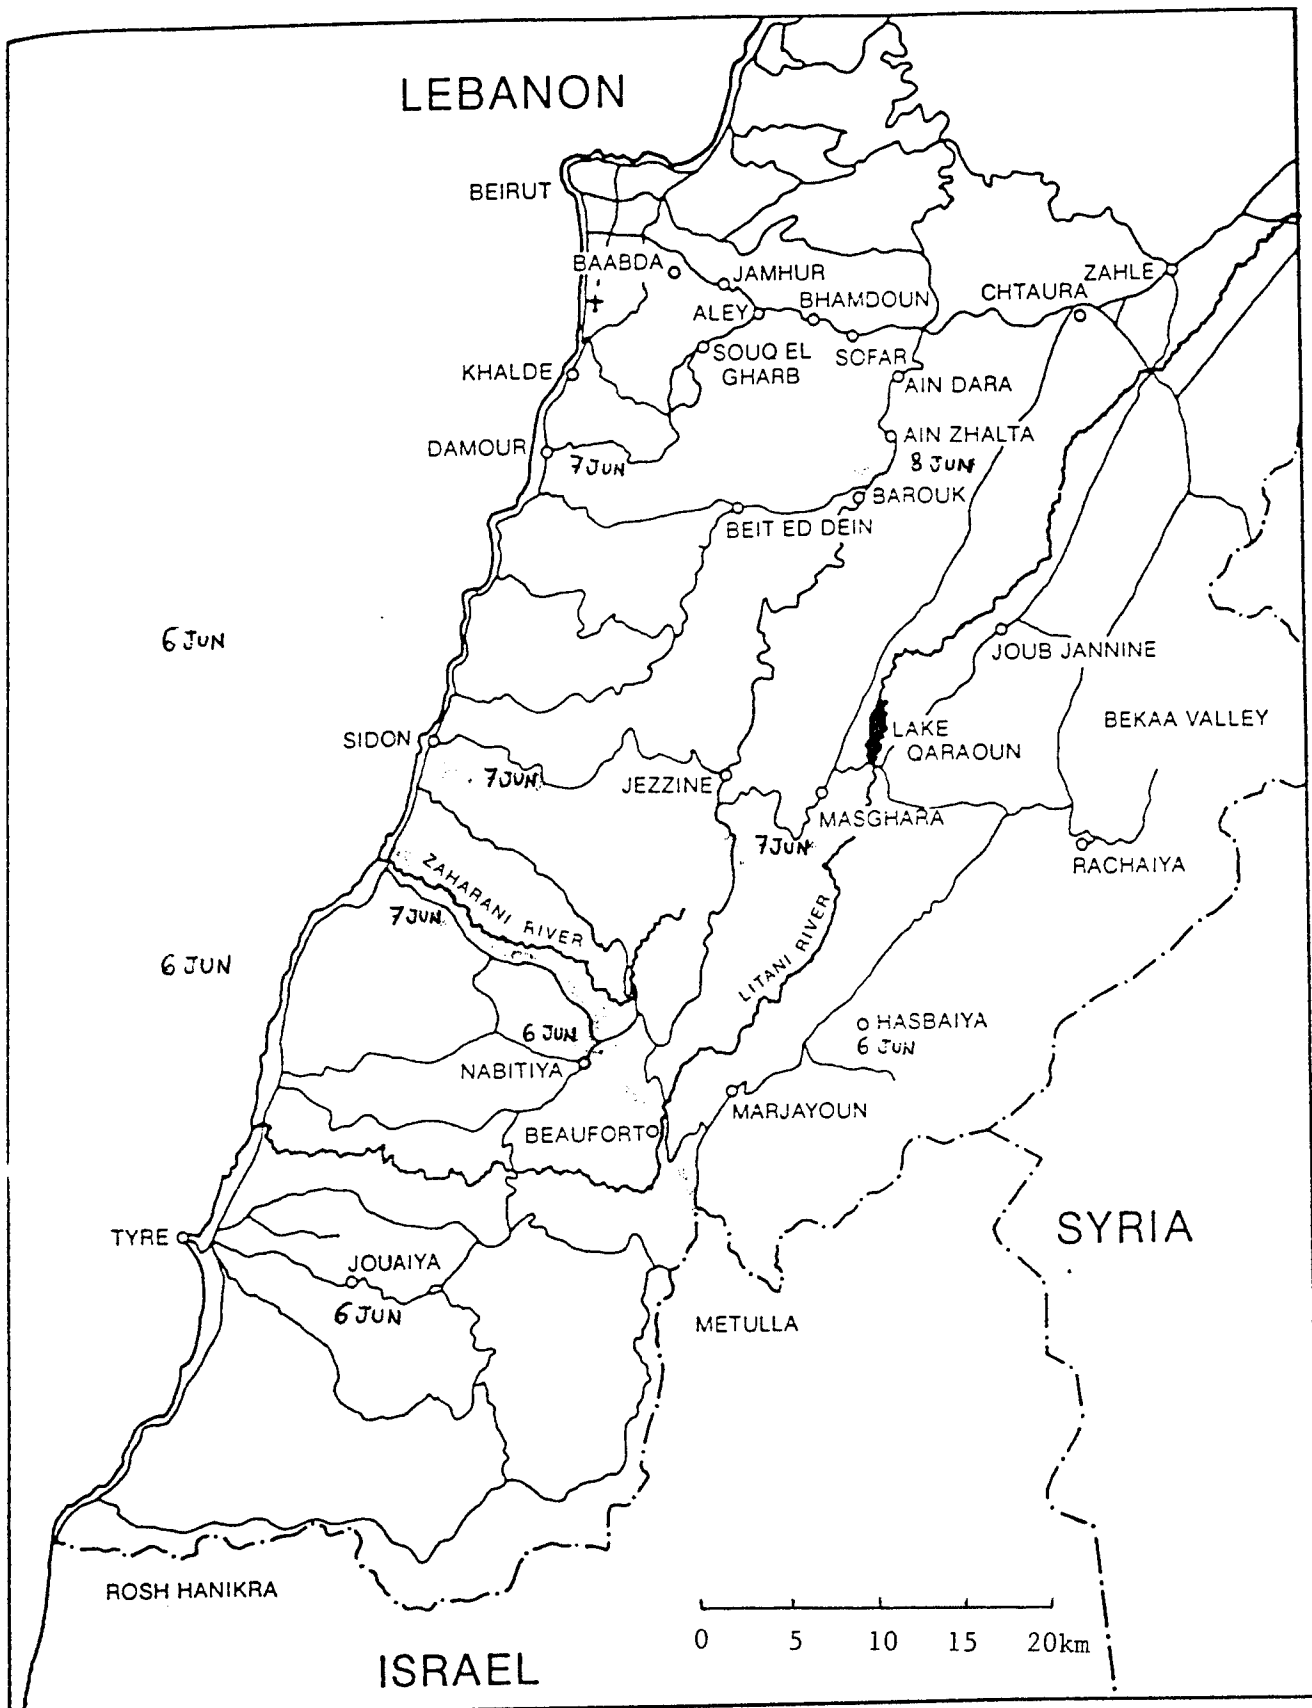 LEBANON
BEIRUT
BAABDA
JAMHUR
ZAHLE
CHTAURA
BHAMDOUN
ALEY
SOUQ EL
GHARB
SOFAR
KHALDE
AIN DARA
DAMOUR
AIN ZHALTA
7 JUN
8 JUN
BAROUK
BEIT ED DEIN
6 JUN
JOUB JANNINE
BEKAA VALLEY
SIDON
LAKE
QARAOUN
7 JUN
JEZZINE
MASGHARA
7 JUN
RACHAIYA
ZAHARANI RIVER
7 JUN
LITANI RIVER
6 JUN
HASBAIYA
6 JUN
6 JUN
NABITIYA
MARJAYOUN
BEAUFORT
SYRIA
TYRE
JOUAIYA
6 JUN
METULLA
ROSH HANIKRA
0 5 10 15 20km
ISRAEL